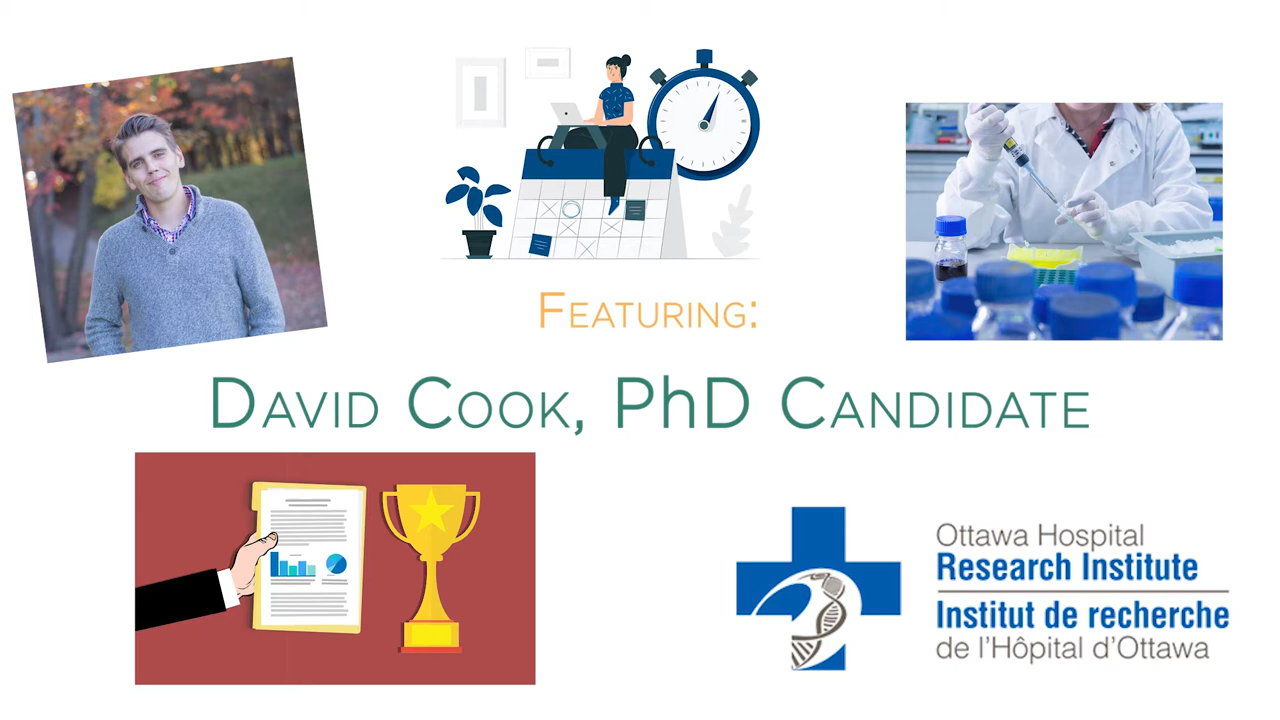 Featuring:
David Cook, PhD Candidate
Ottawa Hospital
Research Institute
Institut de recherche
de l'Hôpital d'Ottawa